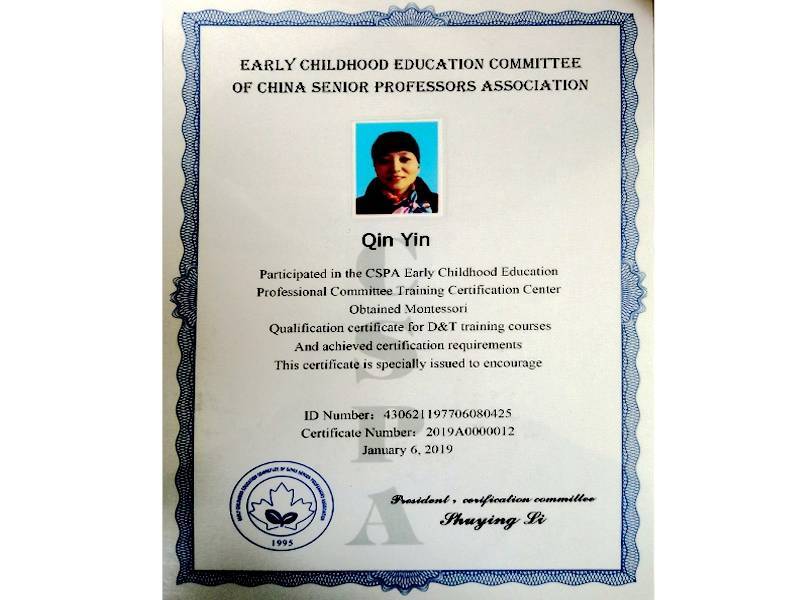 EARLY CHILDHOOD EDUCATION COMMITTEE
OF CHINA SENIOR PROFESSORS ASSOCIATION
Qin Yin
Participated in the CSPA Early Childhood Education
Professional Committee Training Certification Center
Obtained Montessori
Qualification certificate for D&T training courses
And achieved certification requirements
This certificate is specially issued to encourage
ID Number: 430621197706080425
Certificate Number: 2019A0000012
January 6, 2019
President , cerification committee
Shuying Li
1995
CSPA